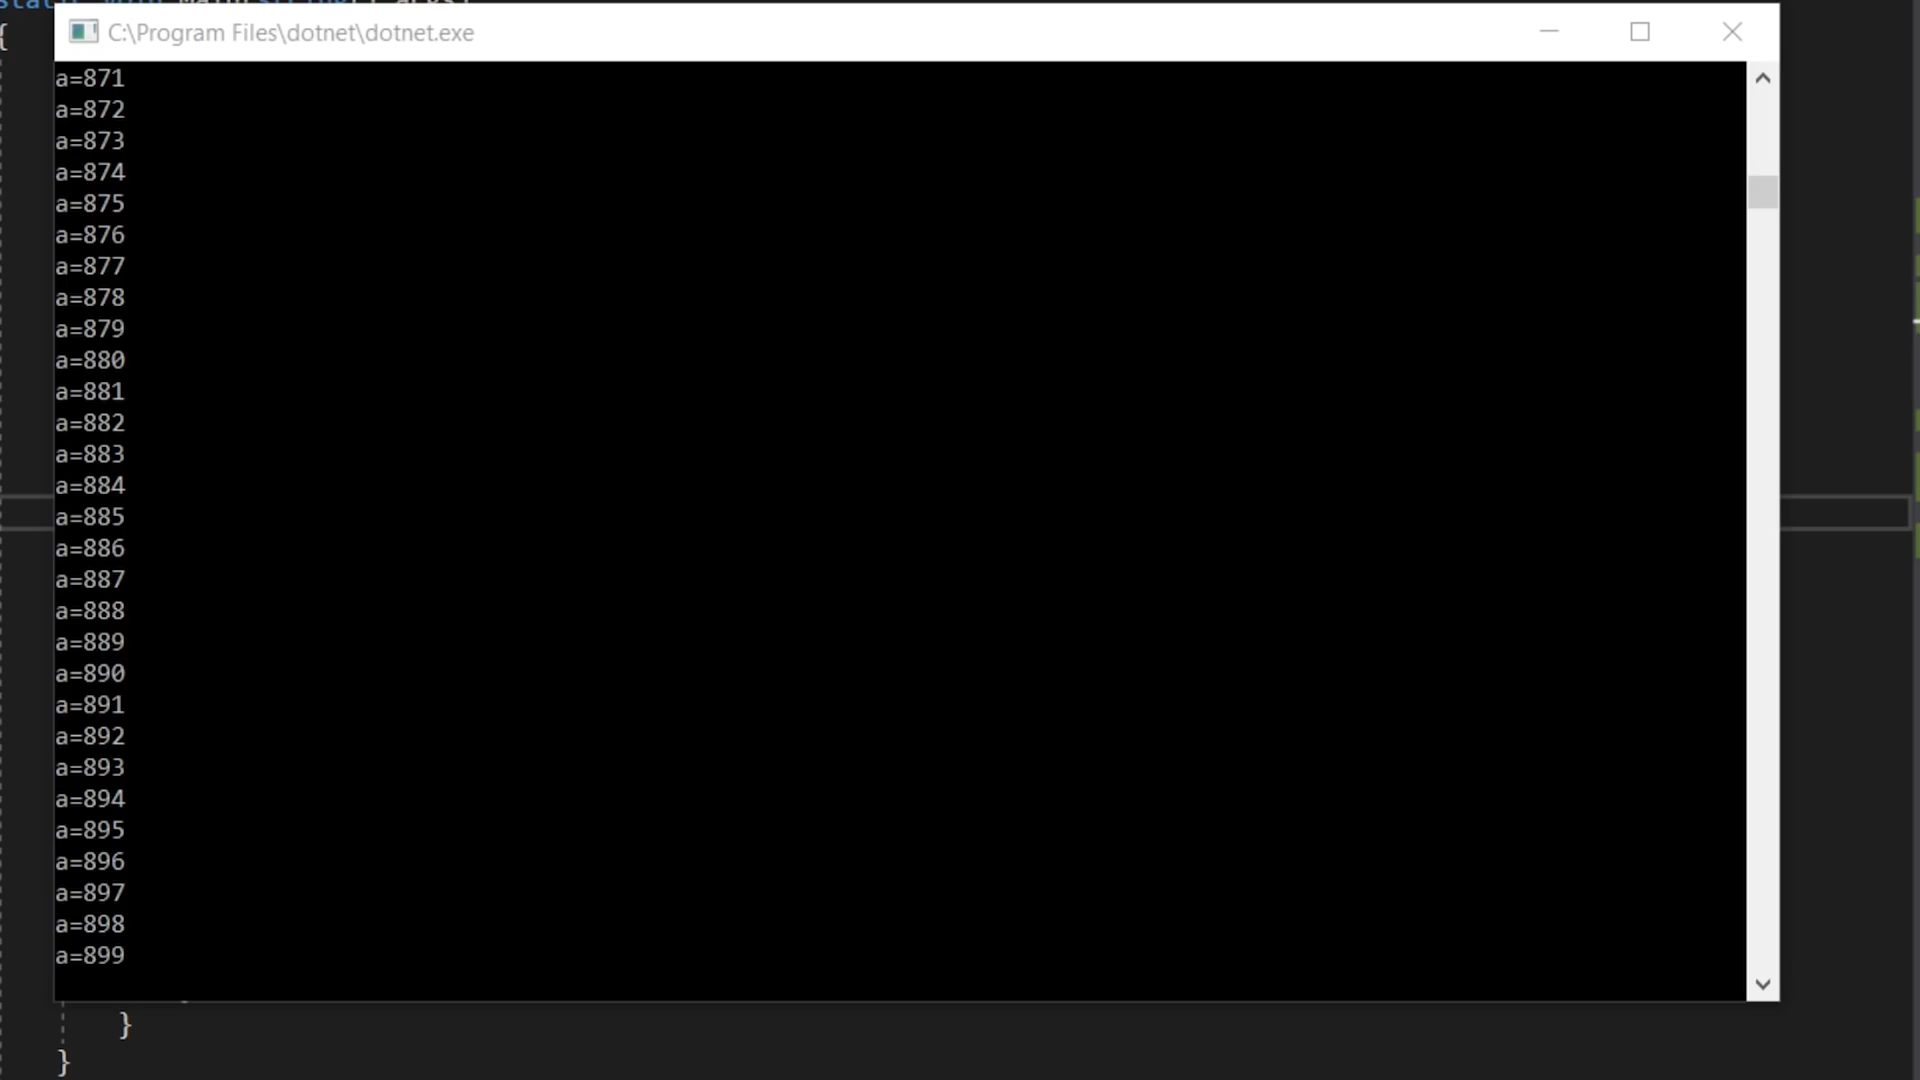 C:\Program Files\dotnet\dotnet.exe
{
a=871
a=872
a=873
a=874
a=875
a=876
a=877
a=878
a=879
a=880
a=881
a=882
a=883
a=884
a=885
a=886
a=887
a=888
a=889
a=890
a=891
a=892
a=893
a=894
a=895
a=896
a=897
a=898
a=899
}
}